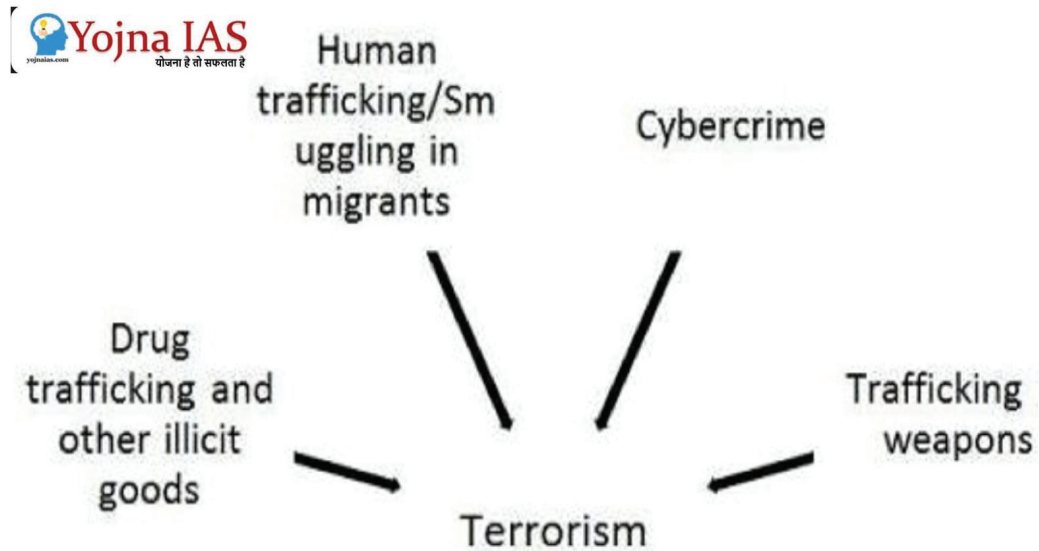 Yojna IAS
yojnaias.com
योजना है तो सफलता है
Human
trafficking/Sm
uggling in
migrants
Cybercrime
Drug
trafficking and
other illicit
goods
Trafficking
weapons
Terrorism